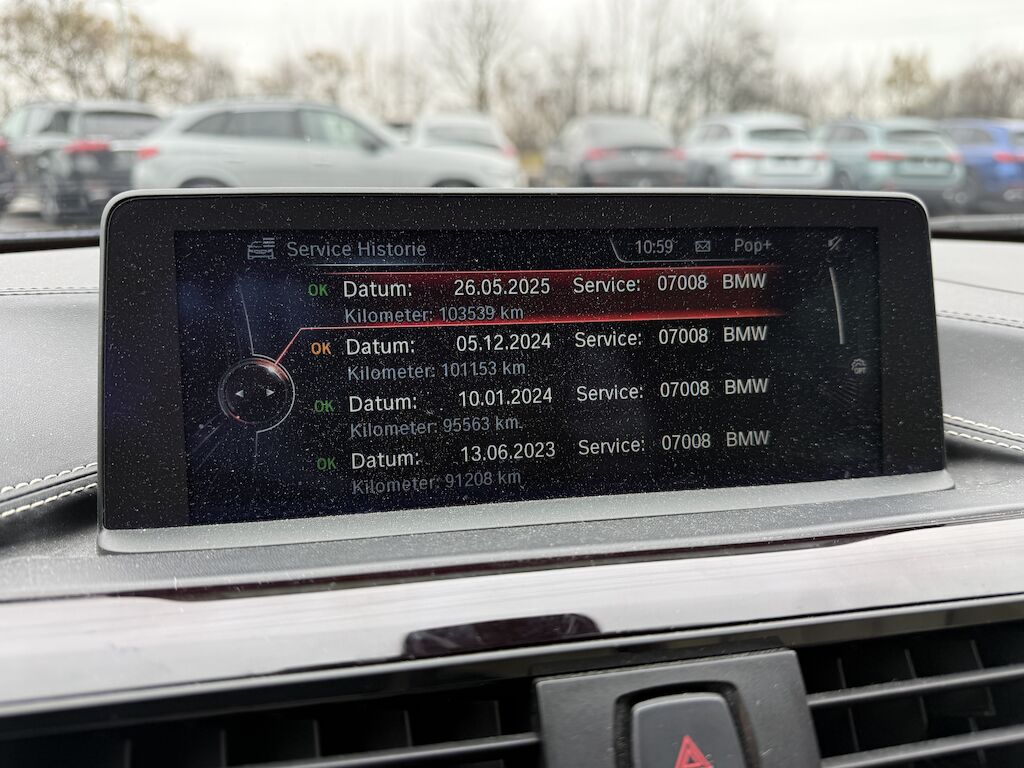 Service Historie 10:59 Pop+
OK Datum: 26.05.2025 Service: 07008 BMW
Kilometer: 103539 km
OK Datum: 05.12.2024 Service: 07008 BMW
Kilometer: 101153 km
OK Datum: 10.01.2024 Service: 07008 BMW
Kilometer: 95563 km.
OK Datum: 13.06.2023 Service: 07008 BMW
Kilometer: 91208 km
OFF